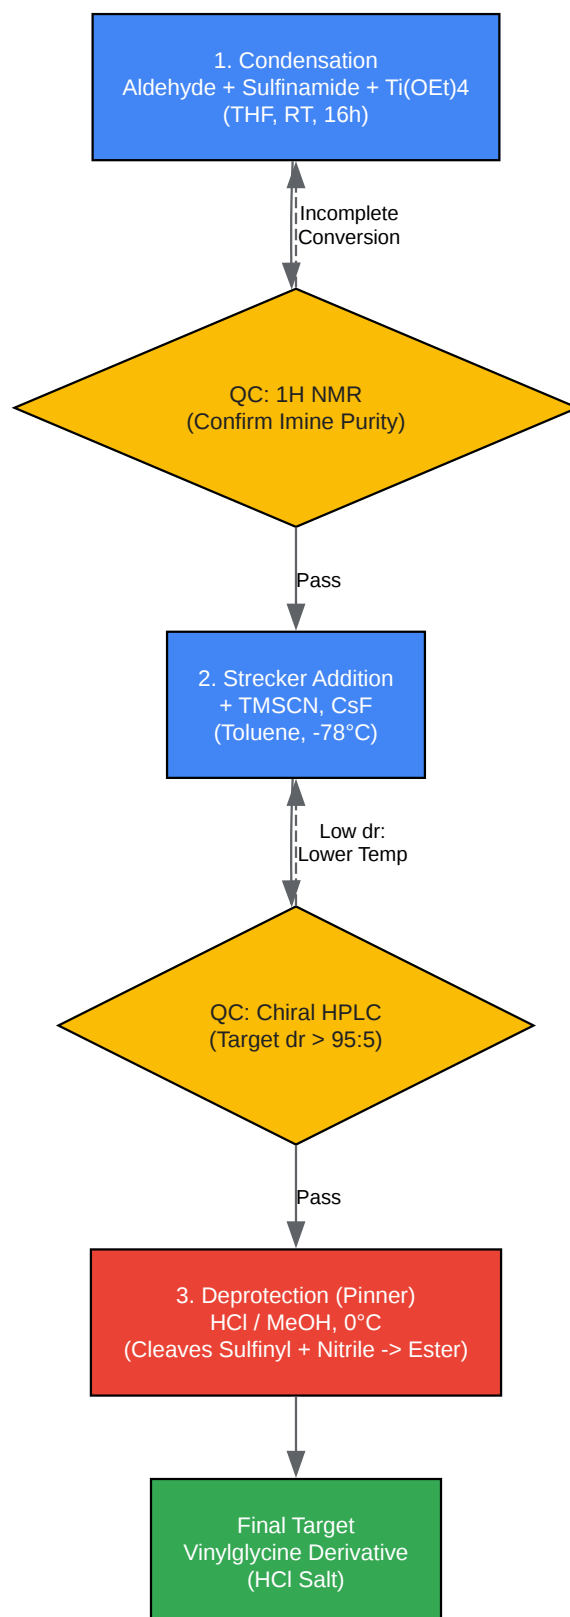 1. Condensation
Aldehyde + Sulfinamide + Ti(OEt)4
(THF, RT, 16h)
Incomplete
Conversion
QC: 1H NMR
(Confirm Imine Purity)
Pass
2. Strecker Addition
+ TMSCN, CsF
(Toluene, -78°C)
Low dr:
Lower Temp
QC: Chiral HPLC
(Target dr > 95:5)
Pass
3. Deprotection (Pinner)
HCl / MeOH, 0°C
(Cleaves Sulfinyl + Nitrile -> Ester)
Final Target
Vinylglycine Derivative
(HCl Salt)